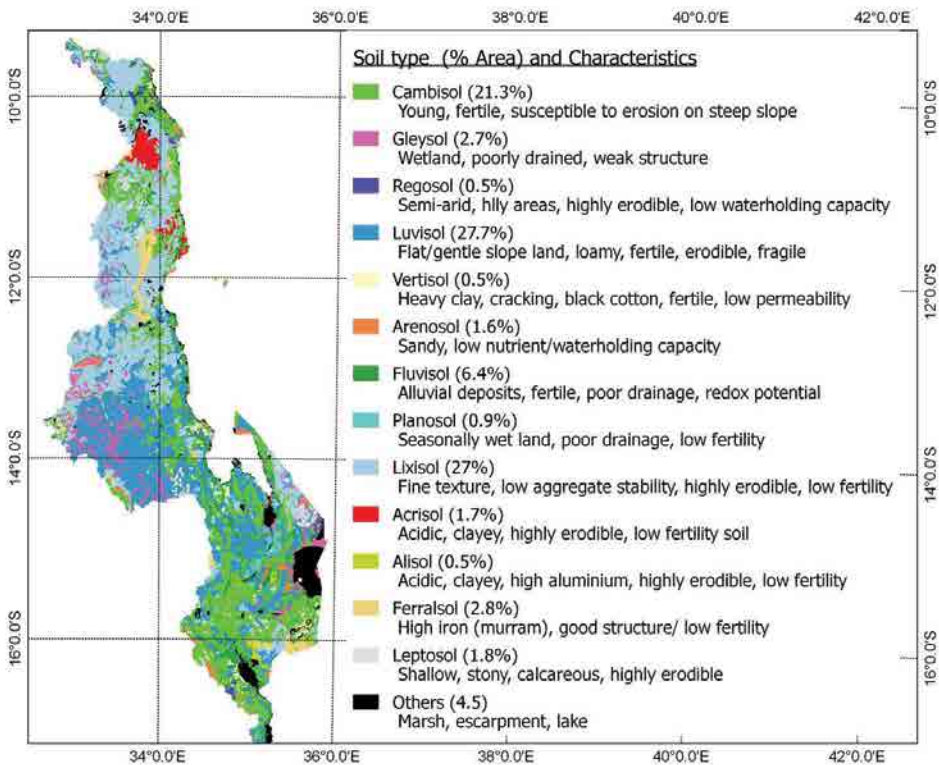 34°0.0'E 36°0.0'E 38°0.0'E 40°0.0'E 42°0.0'E
Soil type (% Area) and Characteristics
Cambisol (21.3%)
Young, fertile, susceptible to erosion on steep slope
Gleysol (2.7%)
Wetland, poorly drained, weak structure
Regosol (0.5%)
Semi-arid, hlly areas, highly erodible, low waterholding capacity
Luvisol (27.7%)
Flat/gentle slope land, loamy, fertile, erodible, fragile
Vertisol (0.5%)
Heavy clay, cracking, black cotton, fertile, low permeability
Arenosol (1.6%)
Sandy, low nutrient/waterholding capacity
Fluvisol (6.4%)
Alluvial deposits, fertile, poor drainage, redox potential
Planosol (0.9%)
Seasonally wet land, poor drainage, low fertility
Lixisol (27%)
Fine texture, low aggregate stability, highly erodible, low fertility
Acrisol (1.7%)
Acidic, clayey, highly erodible, low fertility soil
Alisol (0.5%)
Acidic, clayey, high aluminium, highly erodible, low fertility
Ferralsol (2.8%)
High iron (murram), good structure/ low fertility
Leptosol (1.8%)
Shallow, stony, calcareous, highly erodible
Others (4.5)
Marsh, escarpment, lake
10°0.0'S
12°0.0'S
14°0.0'S
16°0.0'S
10°0.0'S
12°0.0'S
14°0.0'S
16°0.0'S
34°0.0'E 36°0.0'E 38°0.0'E 40°0.0'E 42°0.0'E